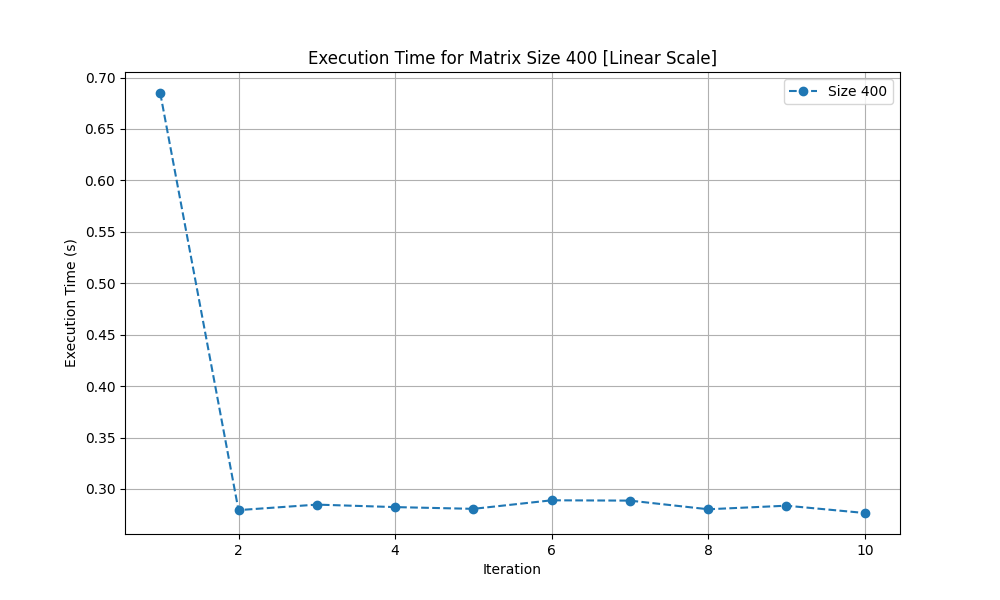 Execution Time for Matrix Size 400 [Linear Scale]
Size 400
0.70
0.65
0.60
0.55
0.50
0.45
0.40
0.35
0.30
Execution Time (s)
2 4 6 8 10
Iteration